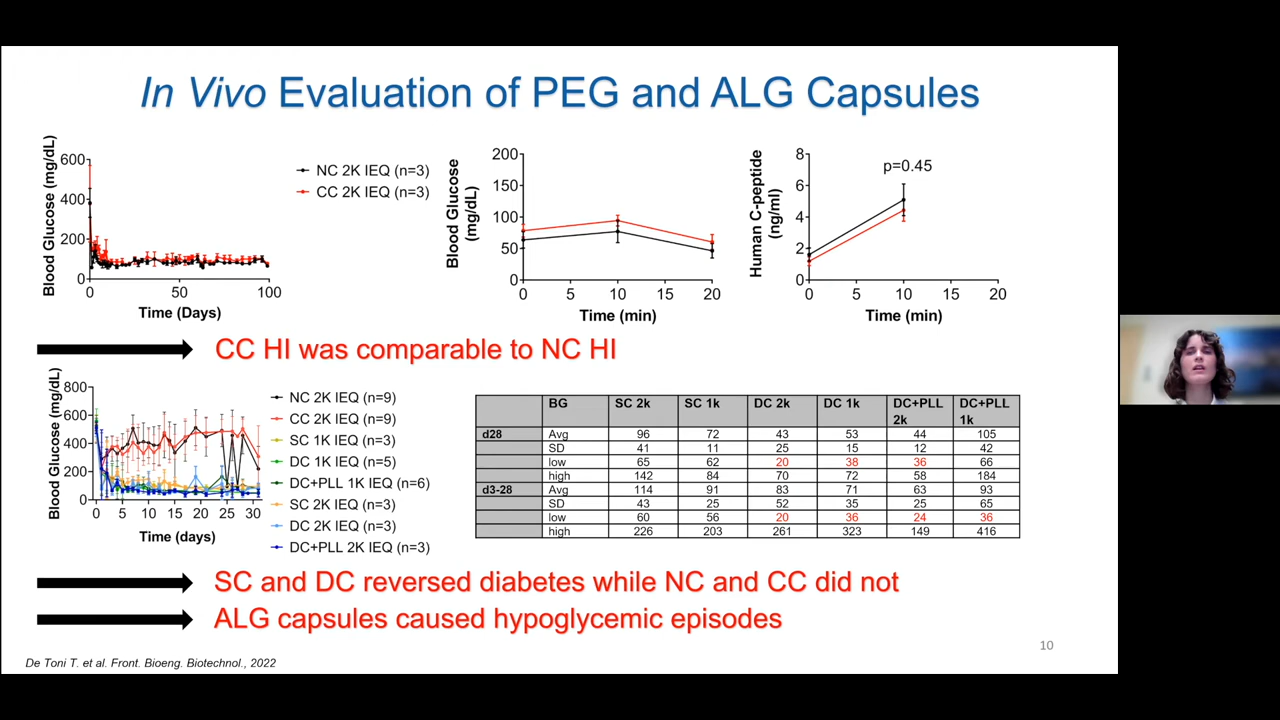 In Vivo Evaluation of PEG and ALG Capsules
Blood Glucose (mg/dL)
600
400
200
0
0 50 100
Time (Days)
NC 2K IEQ (n=3)
CC 2K IEQ (n=3)
Blood Glucose
(mg/dL)
200
150
100
50
0
0 5 10 15 20
Time (min)
Human C-peptide
(ng/ml)
8
6
4
2
0
p=0.45
0 5 10 15 20
Time (min)
CC HI was comparable to NC HI
Blood Glucose (mg/dL)
800
600
400
200
0
0 5 10 15 20 25 30
Time (days)
NC 2K IEQ (n=9)
CC 2K IEQ (n=9)
SC 1K IEQ (n=3)
DC 1K IEQ (n=5)
DC+PLL 1K IEQ (n=6)
SC 2K IEQ (n=3)
DC 2K IEQ (n=3)
DC+PLL 2K IEQ (n=3)
BG SC 2k SC 1k DC 2k DC 1k DC+PLL 2k DC+PLL 1k
d28 Avg 96 72 43 53 44 105
SD 41 11 25 15 12 42
low 65 62 20 38 36 66
high 142 84 70 72 58 184
d3-28 Avg 114 91 83 71 63 93
SD 43 25 52 35 25 65
low 60 56 20 36 24 36
high 226 203 261 323 149 416
SC and DC reversed diabetes while NC and CC did not
ALG capsules caused hypoglycemic episodes
10
De Toni T. et al. Front. Bioeng. Biotechnol., 2022